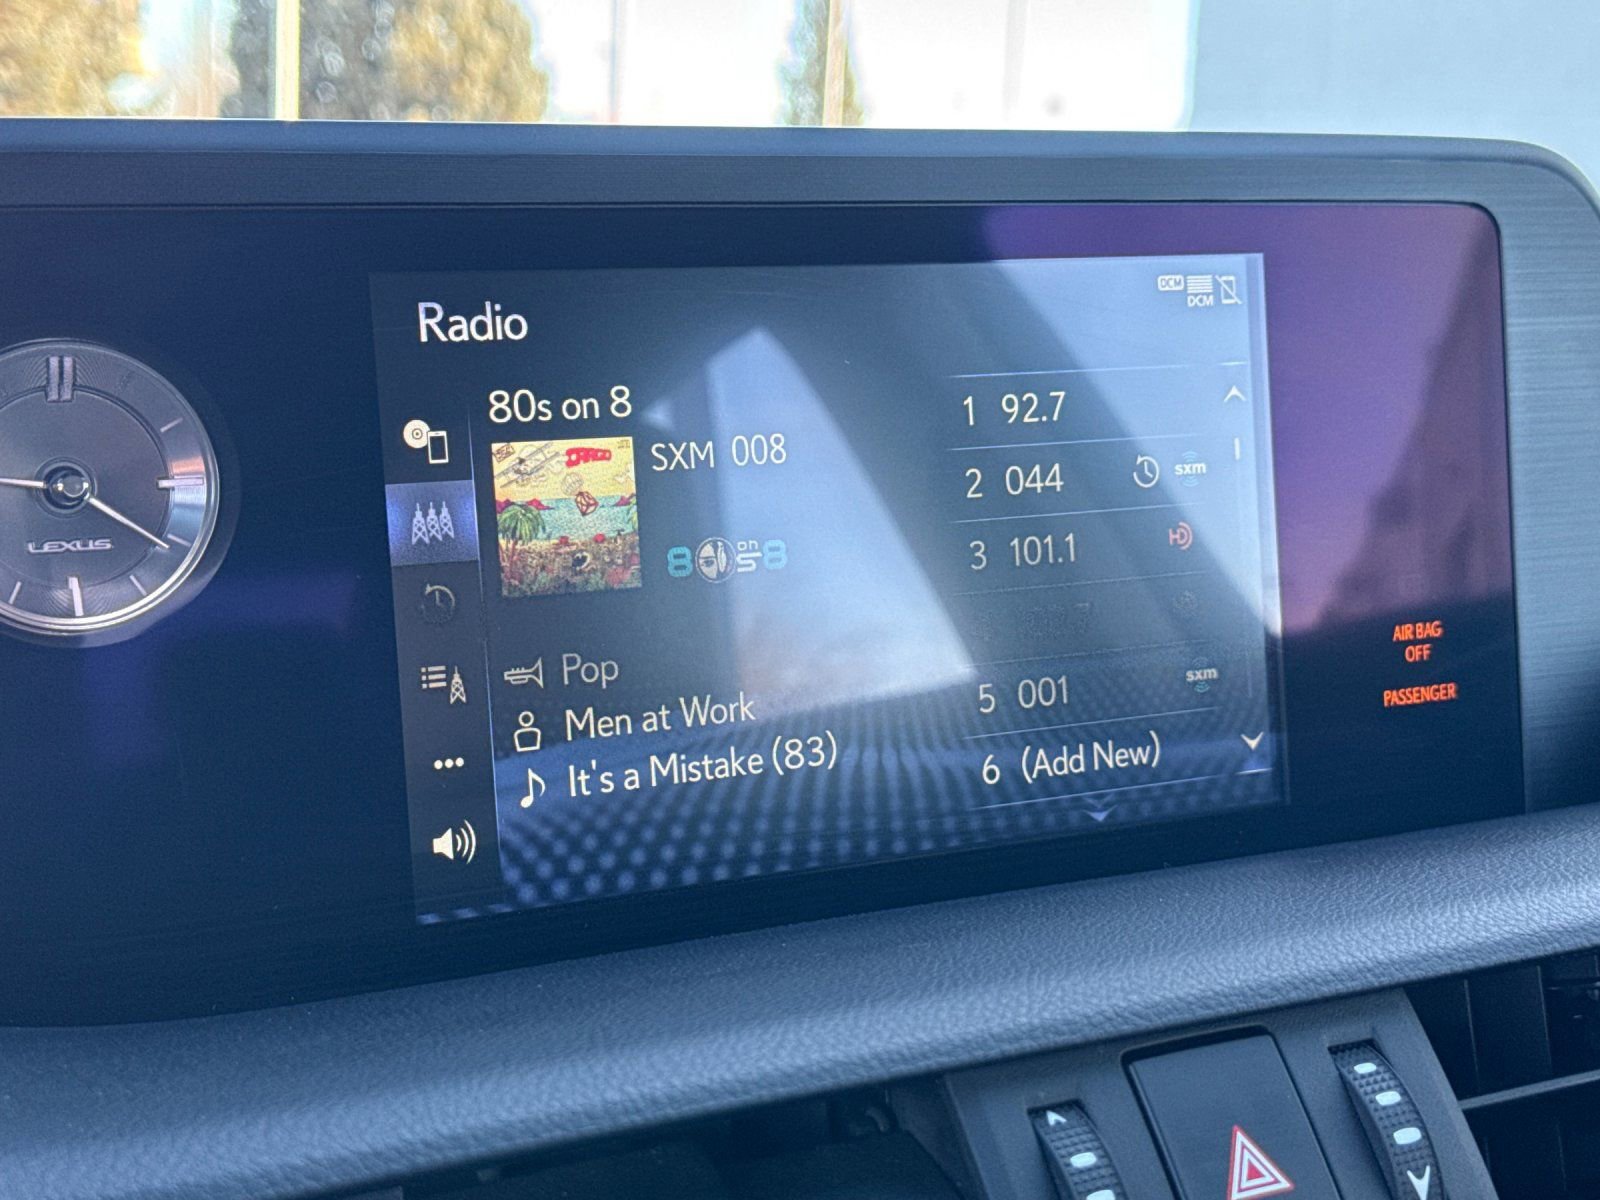 DCM
DCM
Radio
80s on 8
CARGO
SXM 008
8 on S 8
1 92.7
2 044 sxm
3 101.1 HD
5 001 sxm
6 (Add New)
Pop
Men at Work
It's a Mistake (83)
LEXUS
AIR BAG
OFF
PASSENGER